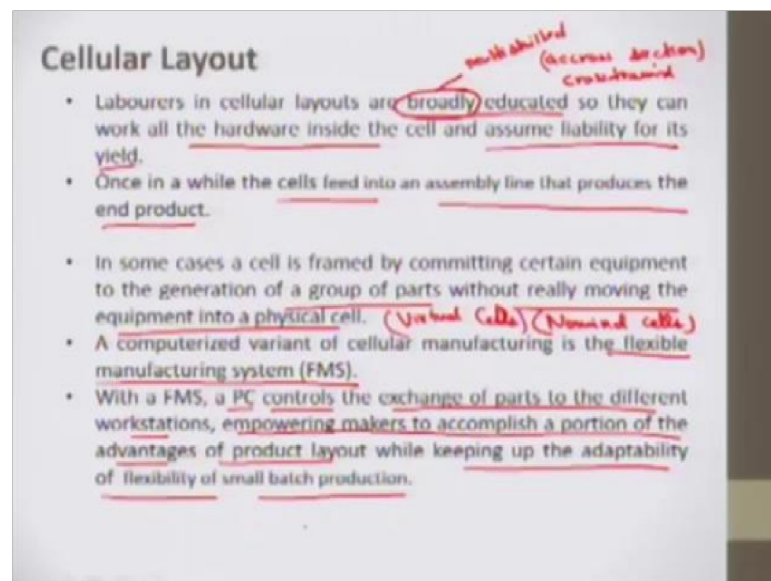 multiskilled
Cellular Layout
(accross section)
crosstrained
• Labourers in cellular layouts are broadly educated so they can
work all the hardware inside the cell and assume liability for its
yield.
• Once in a while the cells feed into an assembly line that produces the
end product.
• In some cases a cell is framed by committing certain equipment
to the generation of a group of parts without really moving the
equipment into a physical cell. (Virtual Cells) (Nominal cells)
• A computerized variant of cellular manufacturing is the flexible
manufacturing system (FMS).
• With a FMS, a PC controls the exchange of parts to the different
workstations, empowering makers to accomplish a portion of the
advantages of product layout while keeping up the adaptability
of flexibility of small batch production.